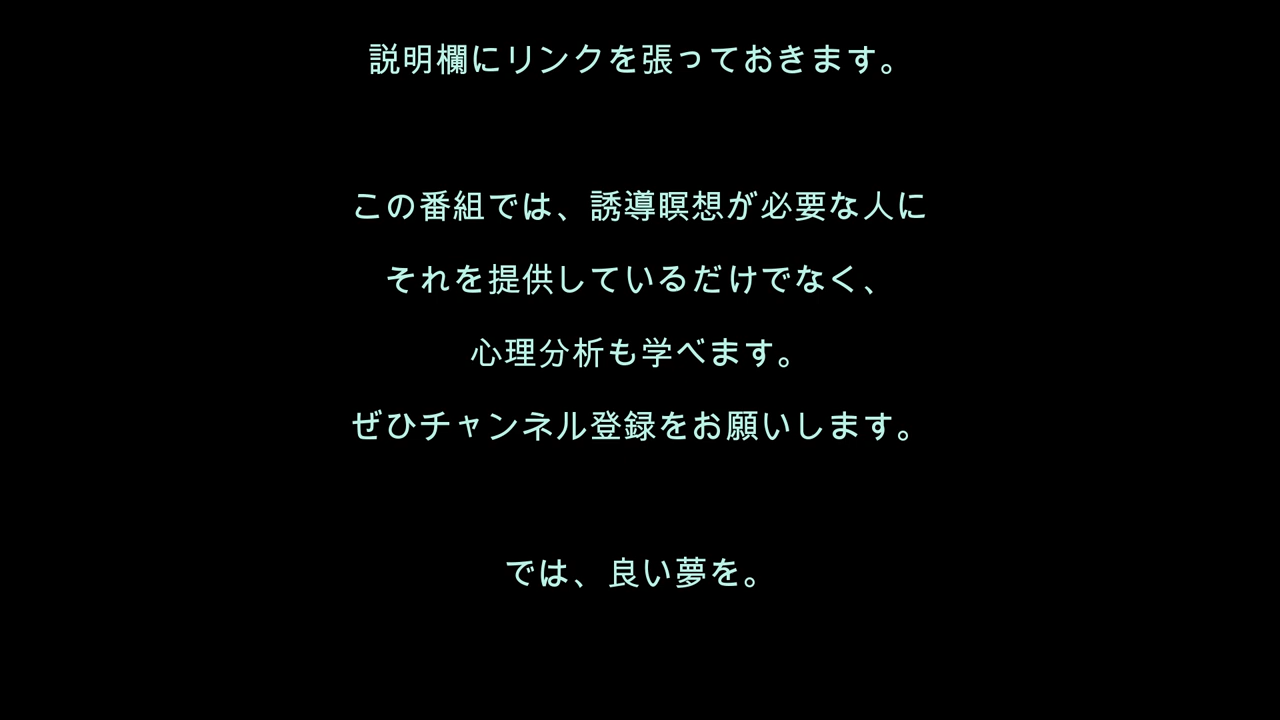 説明欄にリンクを張っておきます。
この番組では、誘導瞑想が必要な人に
それを提供しているだけでなく、
心理分析も学べます。
ぜひチャンネル登録をお願いします。
では、良い夢を。